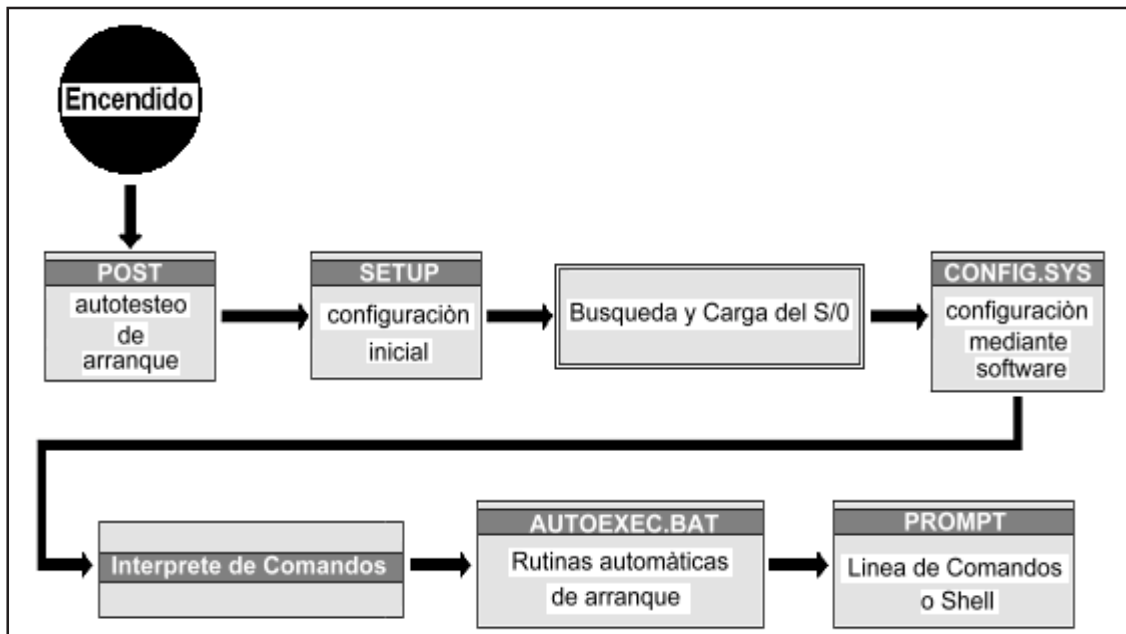 Encendido
POST
autotesteo
de
arranque
SETUP
configuraciòn
inicial
Busqueda y Carga del S/0
CONFIG.SYS
configuraciòn
mediante
software
Interprete de Comandos
AUTOEXEC.BAT
Rutinas automàticas
de arranque
PROMPT
Linea de Comandos
o Shell